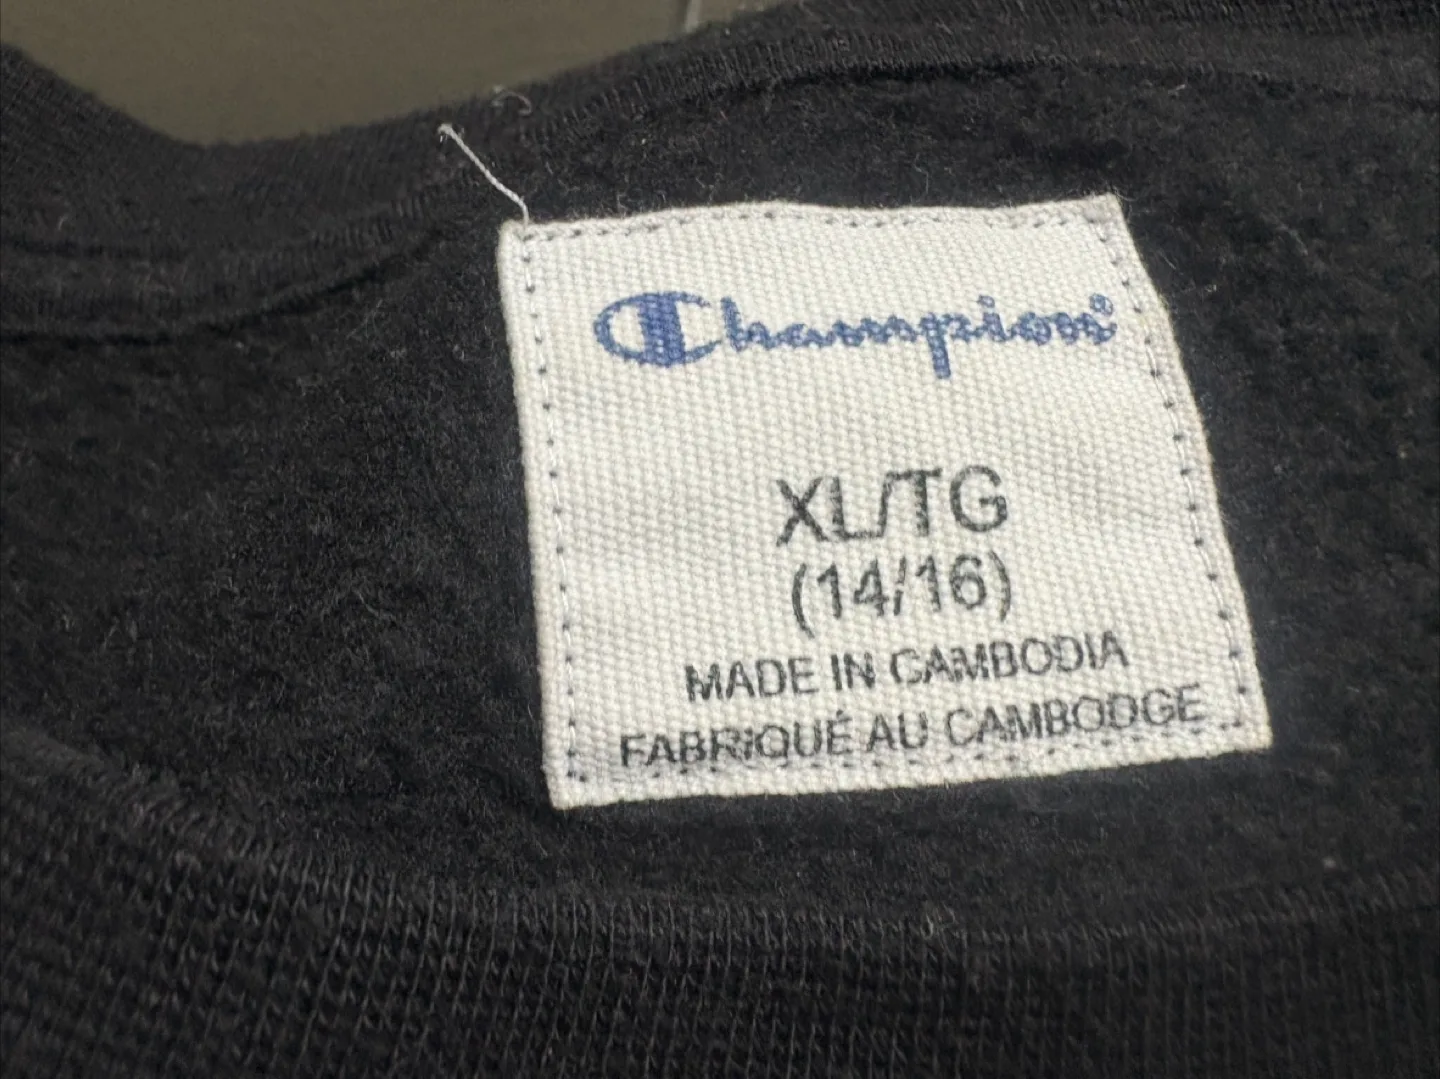 Champion®
XL/TG
(14/16)
MADE IN CAMBODIA
FABRIQUÉ AU CAMBODGE